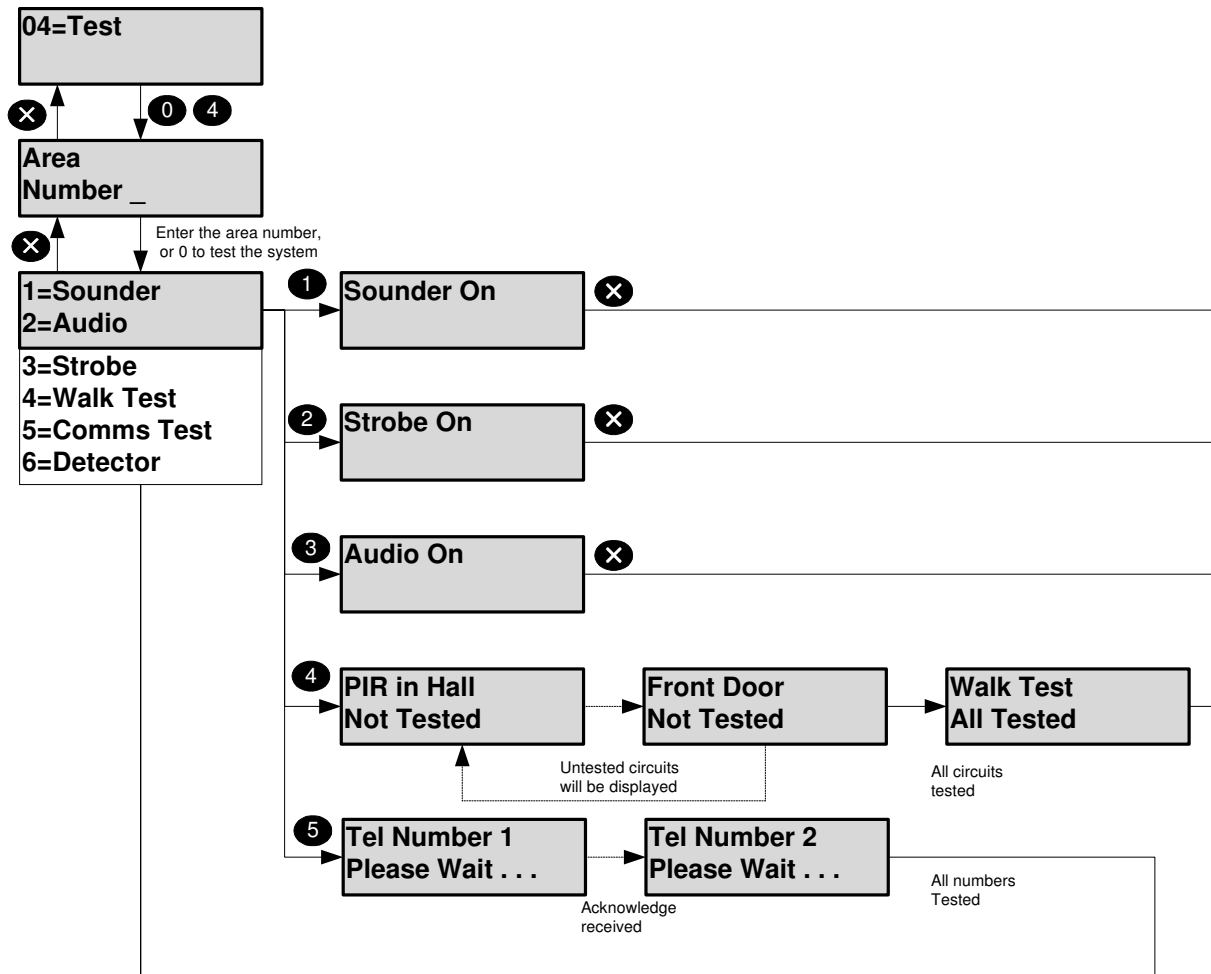 04=Test
0 4
Area
Number _
Enter the area number,
or 0 to test the system
1=Sounder
2=Audio
3=Strobe
4=Walk Test
5=Comms Test
6=Detector
1
Sounder On
2
Strobe On
3
Audio On
4
PIR in Hall
Not Tested
Front Door
Not Tested
Walk Test
All Tested
Untested circuits
will be displayed
All circuits
tested
5
Tel Number 1
Please Wait . . .
Tel Number 2
Please Wait . . .
Acknowledge
received
All numbers
Tested